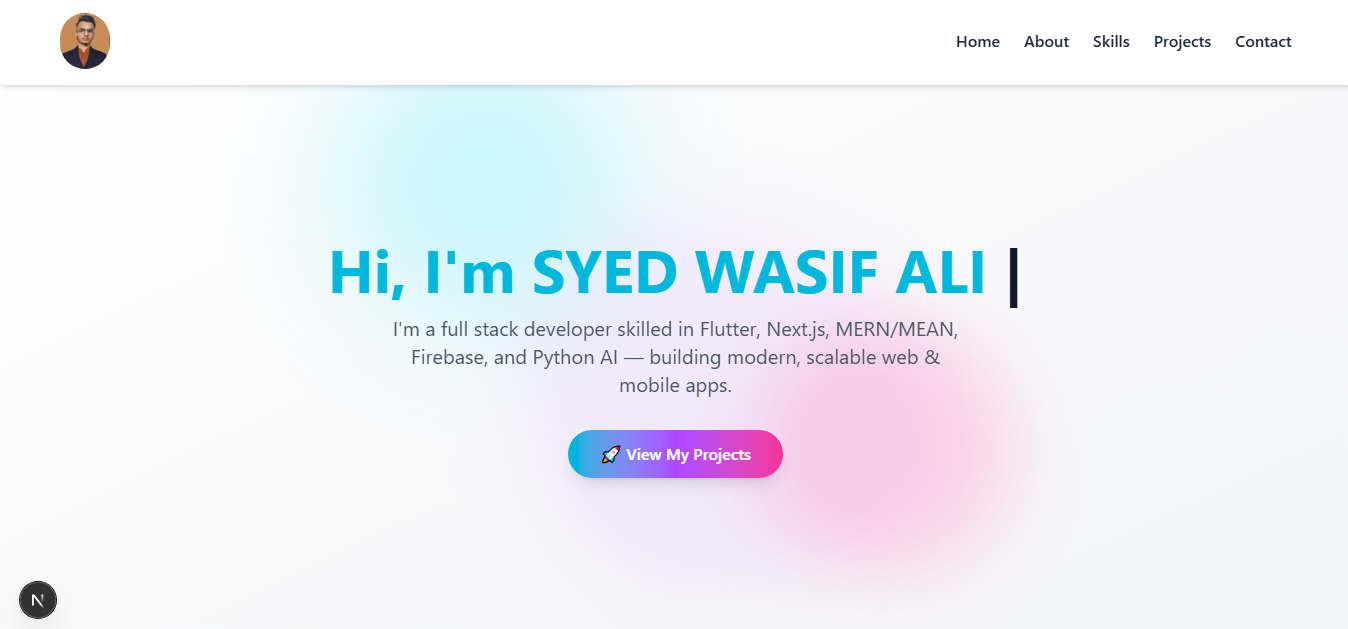 Home About Skills Projects Contact
Hi, I'm SYED WASIF ALI |
I'm a full stack developer skilled in Flutter, Next.js, MERN/MEAN,
Firebase, and Python AI — building modern, scalable web &
mobile apps.
🚀 View My Projects
N